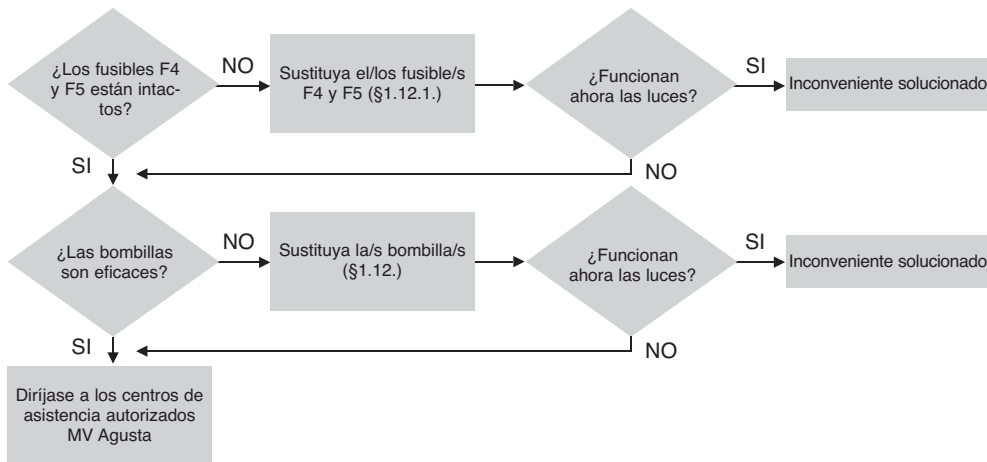 ¿Los fusibles F4
y F5 están intac-
tos?
NO
Sustituya el/los fusible/s
F4 y F5 (§1.12.1.)
¿Funcionan
ahora las luces?
SI
Inconveniente solucionado
SI
NO
¿Las bombillas
son eficaces?
NO
Sustituya la/s bombilla/s
(§1.12.)
¿Funcionan
ahora las luces?
SI
Inconveniente solucionado
SI
NO
Diríjase a los centros de
asistencia autorizados
MV Agusta